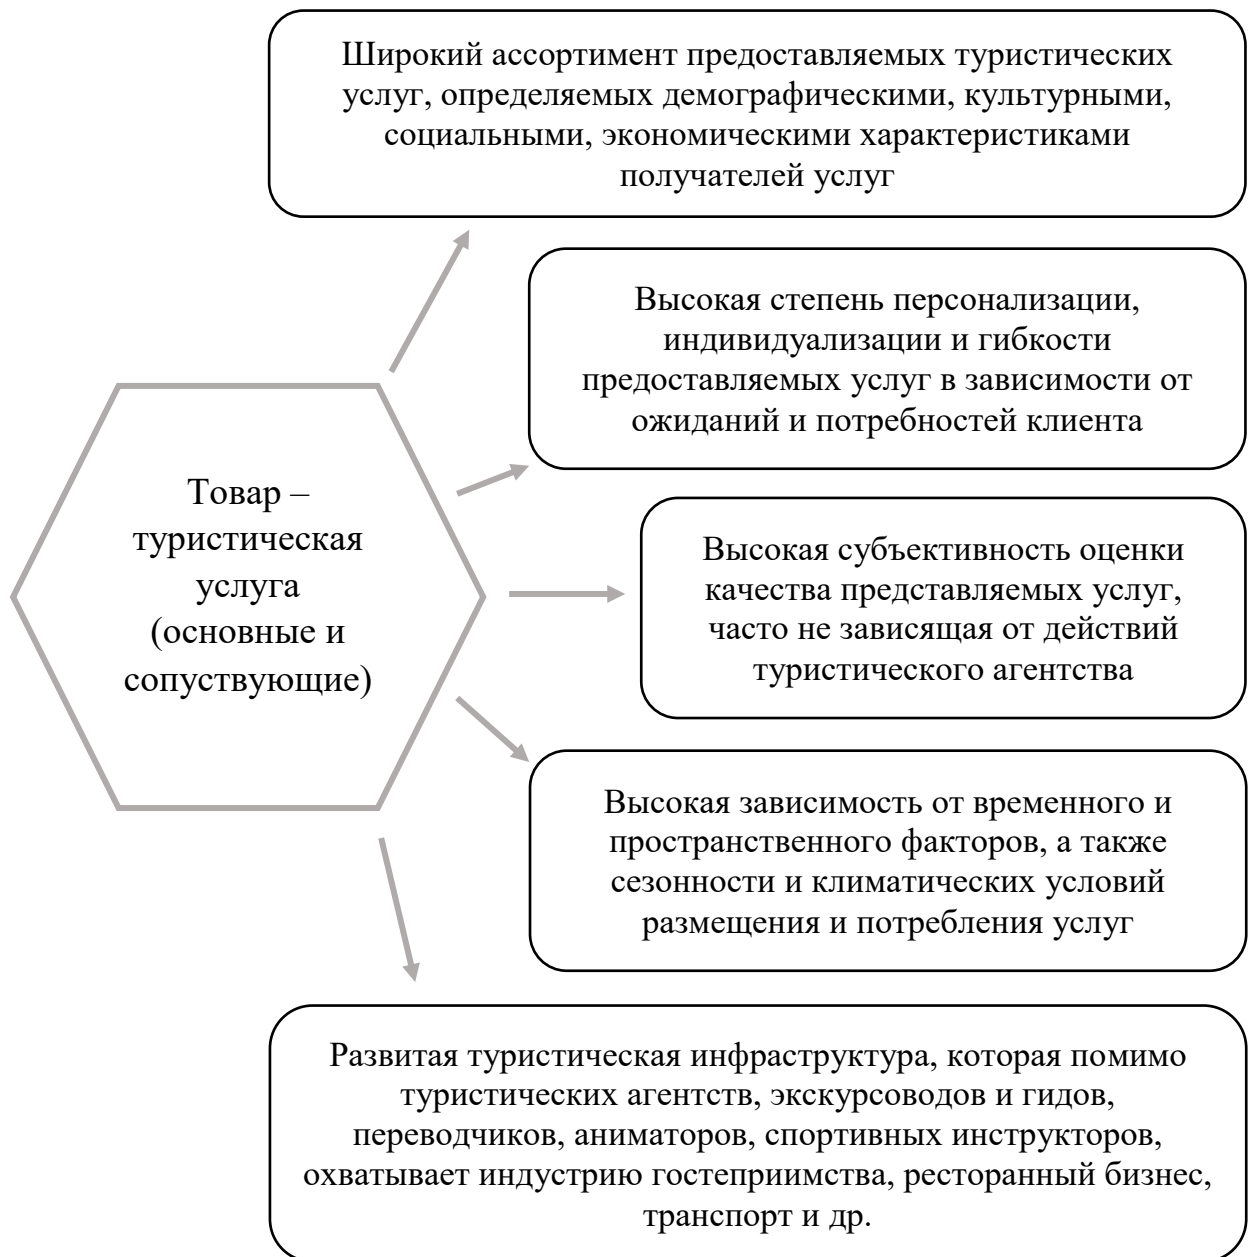 Широкий ассортимент предоставляемых туристических
услуг, определяемых демографическими, культурными,
социальными, экономическими характеристиками
получателей услуг
Высокая степень персонализации,
индивидуализации и гибкости
предоставляемых услуг в зависимости от
ожиданий и потребностей клиента
Товар –
туристическая
услуга
(основные и
сопуствующие)
Высокая субъективность оценки
качества представляемых услуг,
часто не зависящая от действий
туристического агентства
Высокая зависимость от временного и
пространственного факторов, а также
сезонности и климатических условий
размещения и потребления услуг
Развитая туристическая инфраструктура, которая помимо
туристических агентств, экскурсоводов и гидов,
переводчиков, аниматоров, спортивных инструкторов,
охватывает индустрию гостеприимства, ресторанный бизнес,
транспорт и др.